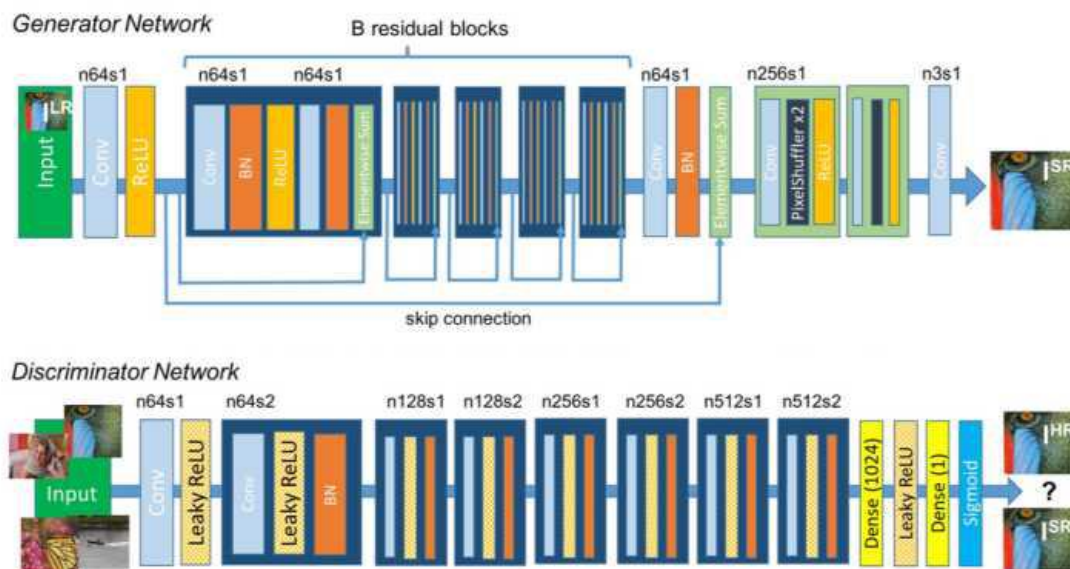 Generator Network
B residual blocks
n64s1 n64s1 n64s1 n64s1 n256s1 n3s1
I^LR
Input
Conv
ReLU
Conv
BN
ReLU
Elementwise Sum
Conv
BN
Elementwise Sum
Conv
PixelShuffler x2
ReLU
Conv
I^SR
skip connection
Discriminator Network
n64s1 n64s2 n128s1 n128s2 n256s1 n256s2 n512s1 n512s2
Input
Conv
Leaky ReLU
Conv
Leaky ReLU
BN
Dense (1024)
Leaky ReLU
Dense (1)
Sigmoid
I^HR
?
I^SR